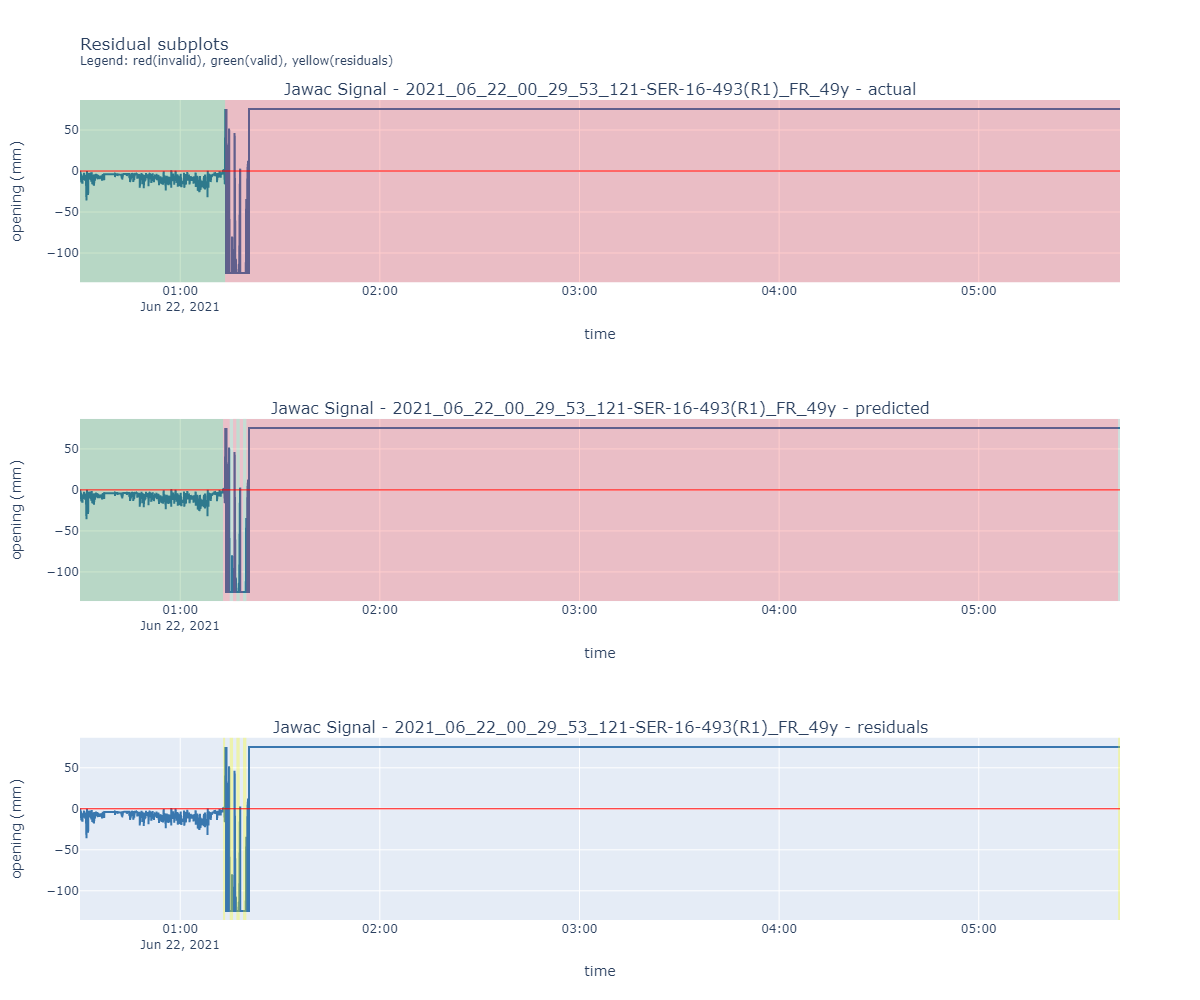 Residual subplots
Legend: red(invalid), green(valid), yellow(residuals)
Jawac Signal - 2021_06_22_00_29_53_121-SER-16-493(R1)_FR_49y - actual
opening (mm)
50
0
−50
−100
01:00
02:00
03:00
04:00
05:00
Jun 22, 2021
time
Jawac Signal - 2021_06_22_00_29_53_121-SER-16-493(R1)_FR_49y - predicted
opening (mm)
50
0
−50
−100
01:00
02:00
03:00
04:00
05:00
Jun 22, 2021
time
Jawac Signal - 2021_06_22_00_29_53_121-SER-16-493(R1)_FR_49y - residuals
opening (mm)
50
0
−50
−100
01:00
02:00
03:00
04:00
05:00
Jun 22, 2021
time